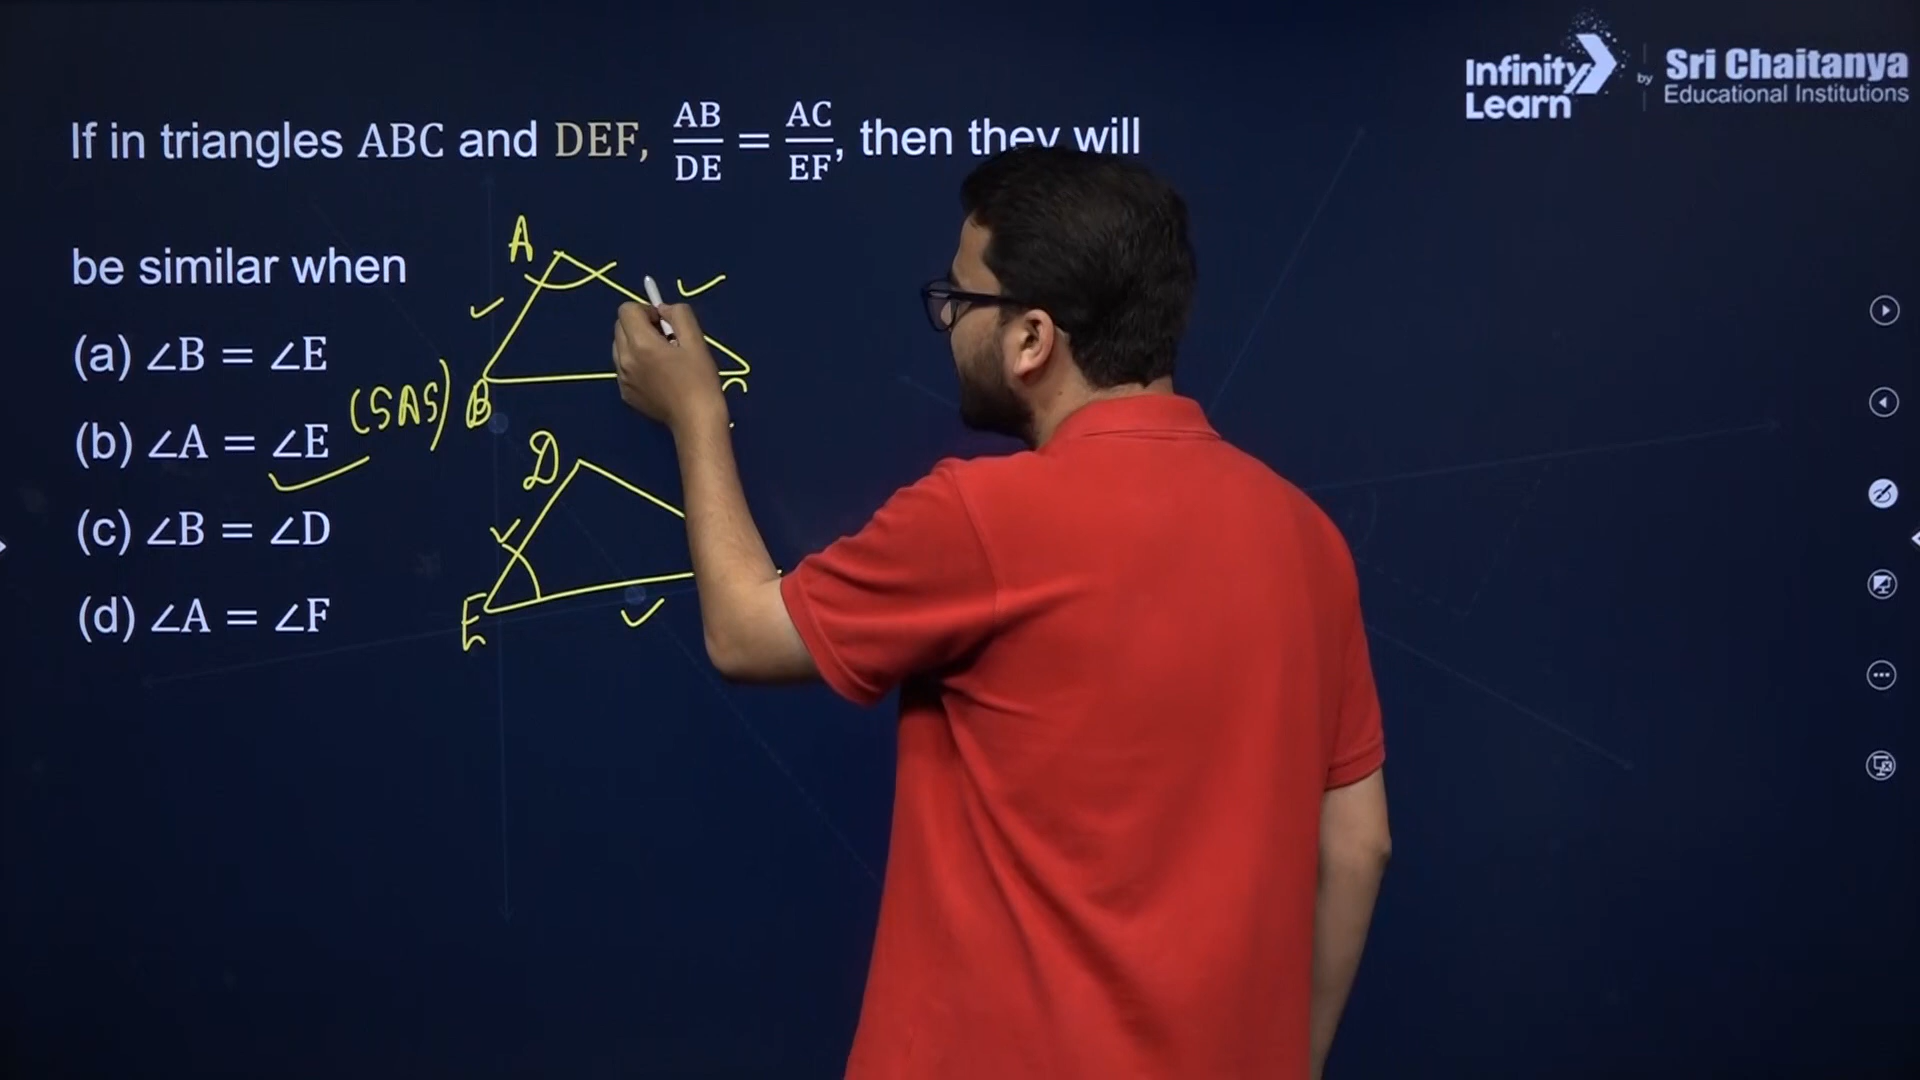 Infinity Learn by Sri Chaitanya Educational Institutions
If in triangles ABC and DEF, AB/DE = AC/EF, then they will
be similar when
(a) ∠B = ∠E
(b) ∠A = ∠E (SAS)
(c) ∠B = ∠D
(d) ∠A = ∠F
A
B
D
E